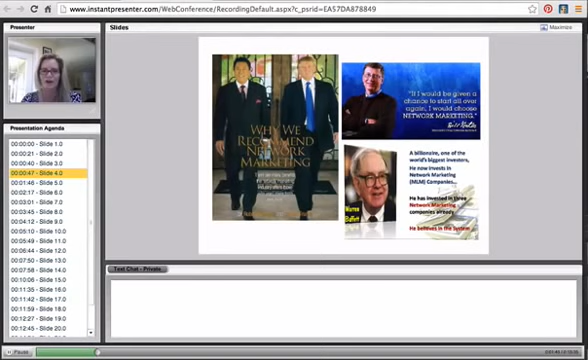 www.instantpresenter.com/WebConference/RecordingDefault.aspx?c_psrid=EA57DA878849
Presenter
Slides
Maximize
WHY WE
RECOMMEND
NETWORK
MARKETING
"If I would be given a
chance to start all over
again, I would choose
NETWORK MARKETING."
Warren
Buffett
A billionaire, one of the
world's biggest investors,
He now invests in
Network Marketing
(MLM) Companies...
He has invested in three
Network Marketing
companies already
He believes in the System
Presentation Agenda
00:00:00 - Slide 1.0
00:00:21 - Slide 2.0
00:00:40 - Slide 3.0
00:00:47 - Slide 4.0
00:01:46 - Slide 5.0
00:02:57 - Slide 6.0
00:03:01 - Slide 7.0
00:03:45 - Slide 8.0
00:04:12 - Slide 9.0
00:05:10 - Slide 10.0
00:05:49 - Slide 11.0
00:06:44 - Slide 12.0
00:07:50 - Slide 13.0
00:07:58 - Slide 14.0
00:10:06 - Slide 15.0
00:11:35 - Slide 16.0
00:11:38 - Slide 17.0
00:11:59 - Slide 18.0
00:12:27 - Slide 19.0
00:12:45 - Slide 20.0
Text Chat - Private
Pause